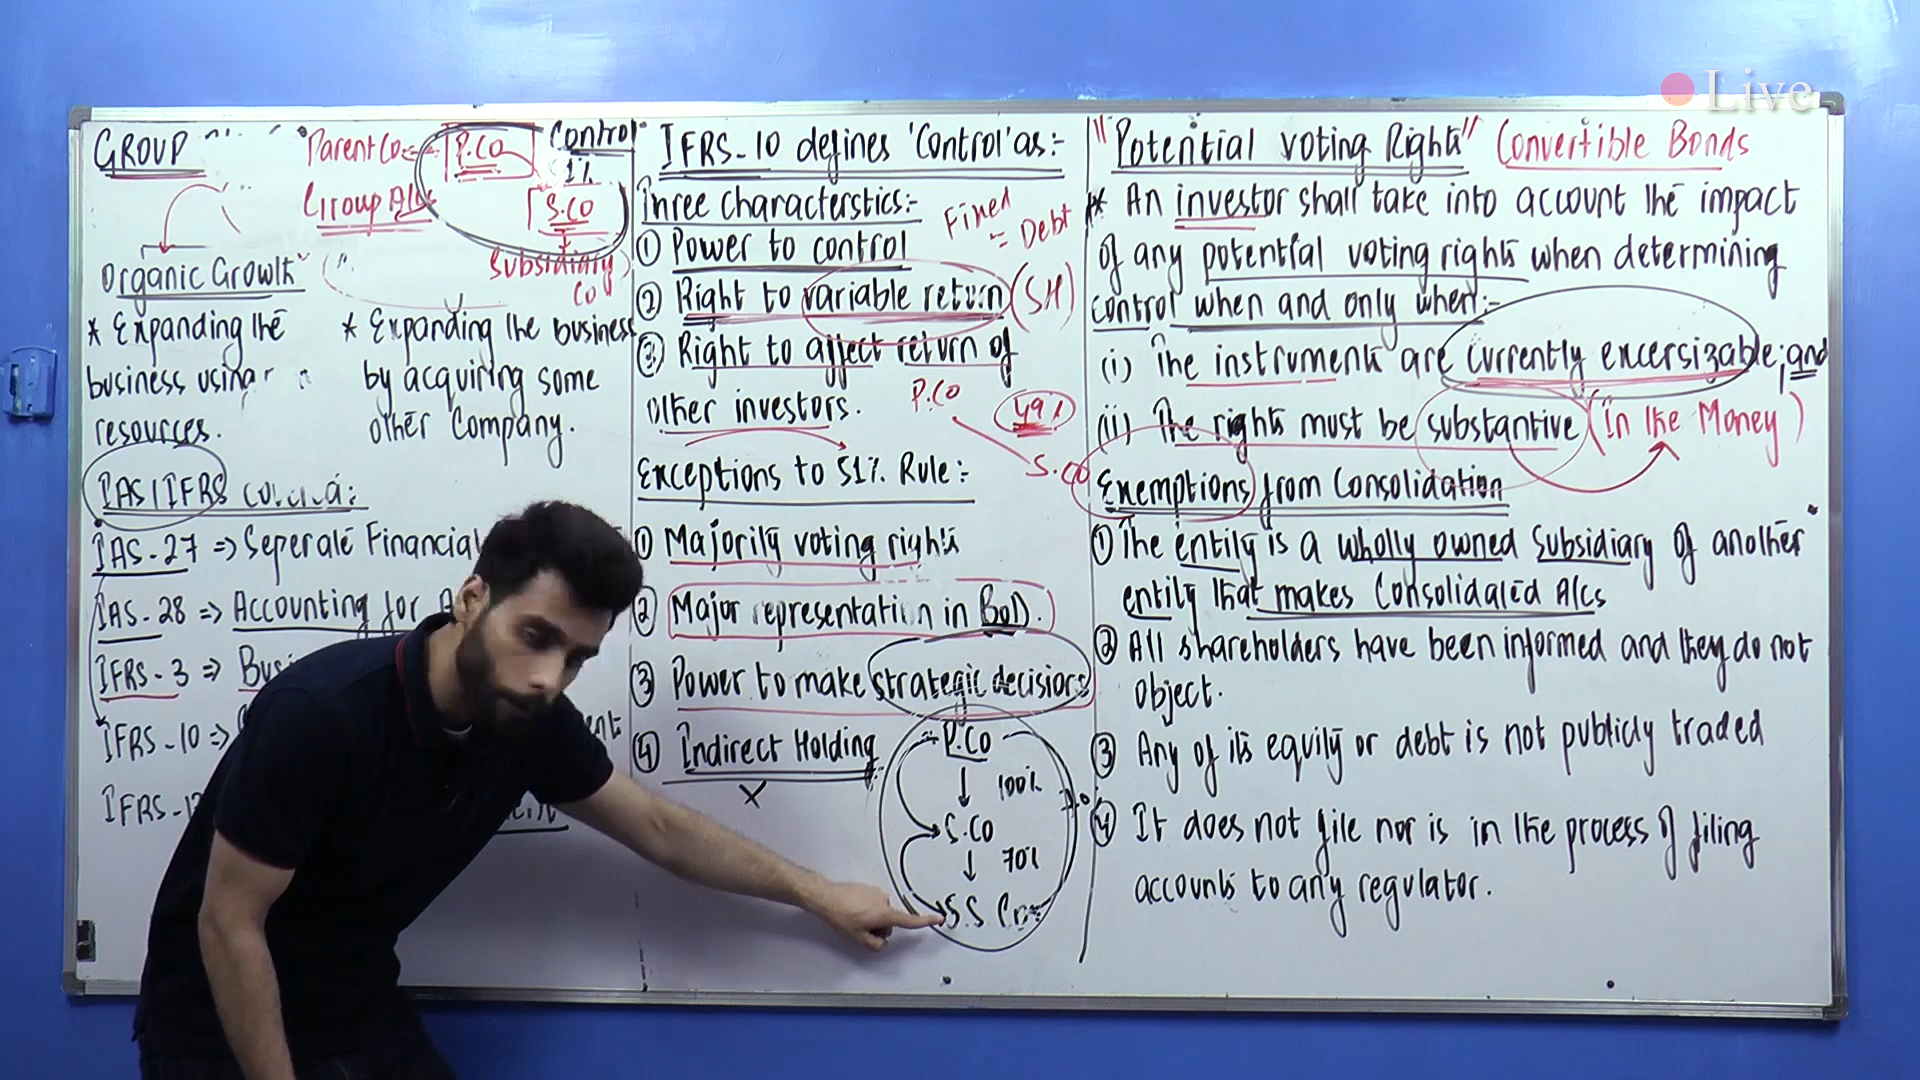 Live
GROUP
Parent Co
P.CO
Control
51%
Group A/cs
S.CO
Subsidiary
Co
Organic Growth
* Expanding the
business using
resources.
* Expanding the business
by acquiring some
other Company.
IAS/IFRS
IAS-27 => Seperate Financial
IAS-28 => Accounting for
IFRS-3 =>
IFRS-10 =>
IFRS-12
IFRS-10 defines 'Control' as:-
Three Characterstics:-
① Power to control
② Right to variable return (SH)
③ Right to affect return of
other investors.
Fixed
= Debt
P.CO
49%
S.CO
Exceptions to 51% Rule:-
① Majority voting rights
② Major representation in BoD.
③ Power to make strategic decisions
④ Indirect Holding
X
P.CO
100%
S.CO
70%
S.S Co
"Potential Voting Rights" Convertible Bonds
* An investor shall take into account the impact
of any potential voting rights when determining
control when and only when:-
(i) The instruments are currently excersizable; and
(ii) The rights must be substantive (In the Money)
Exemptions from Consolidation
① The entity is a wholly owned Subsidiary of another
entity that makes Consolidated A/Cs
② All shareholders have been informed and they do not
object.
③ Any of its equity or debt is not publicly traded
④ It does not file nor is in the process of filing
accounts to any regulator.